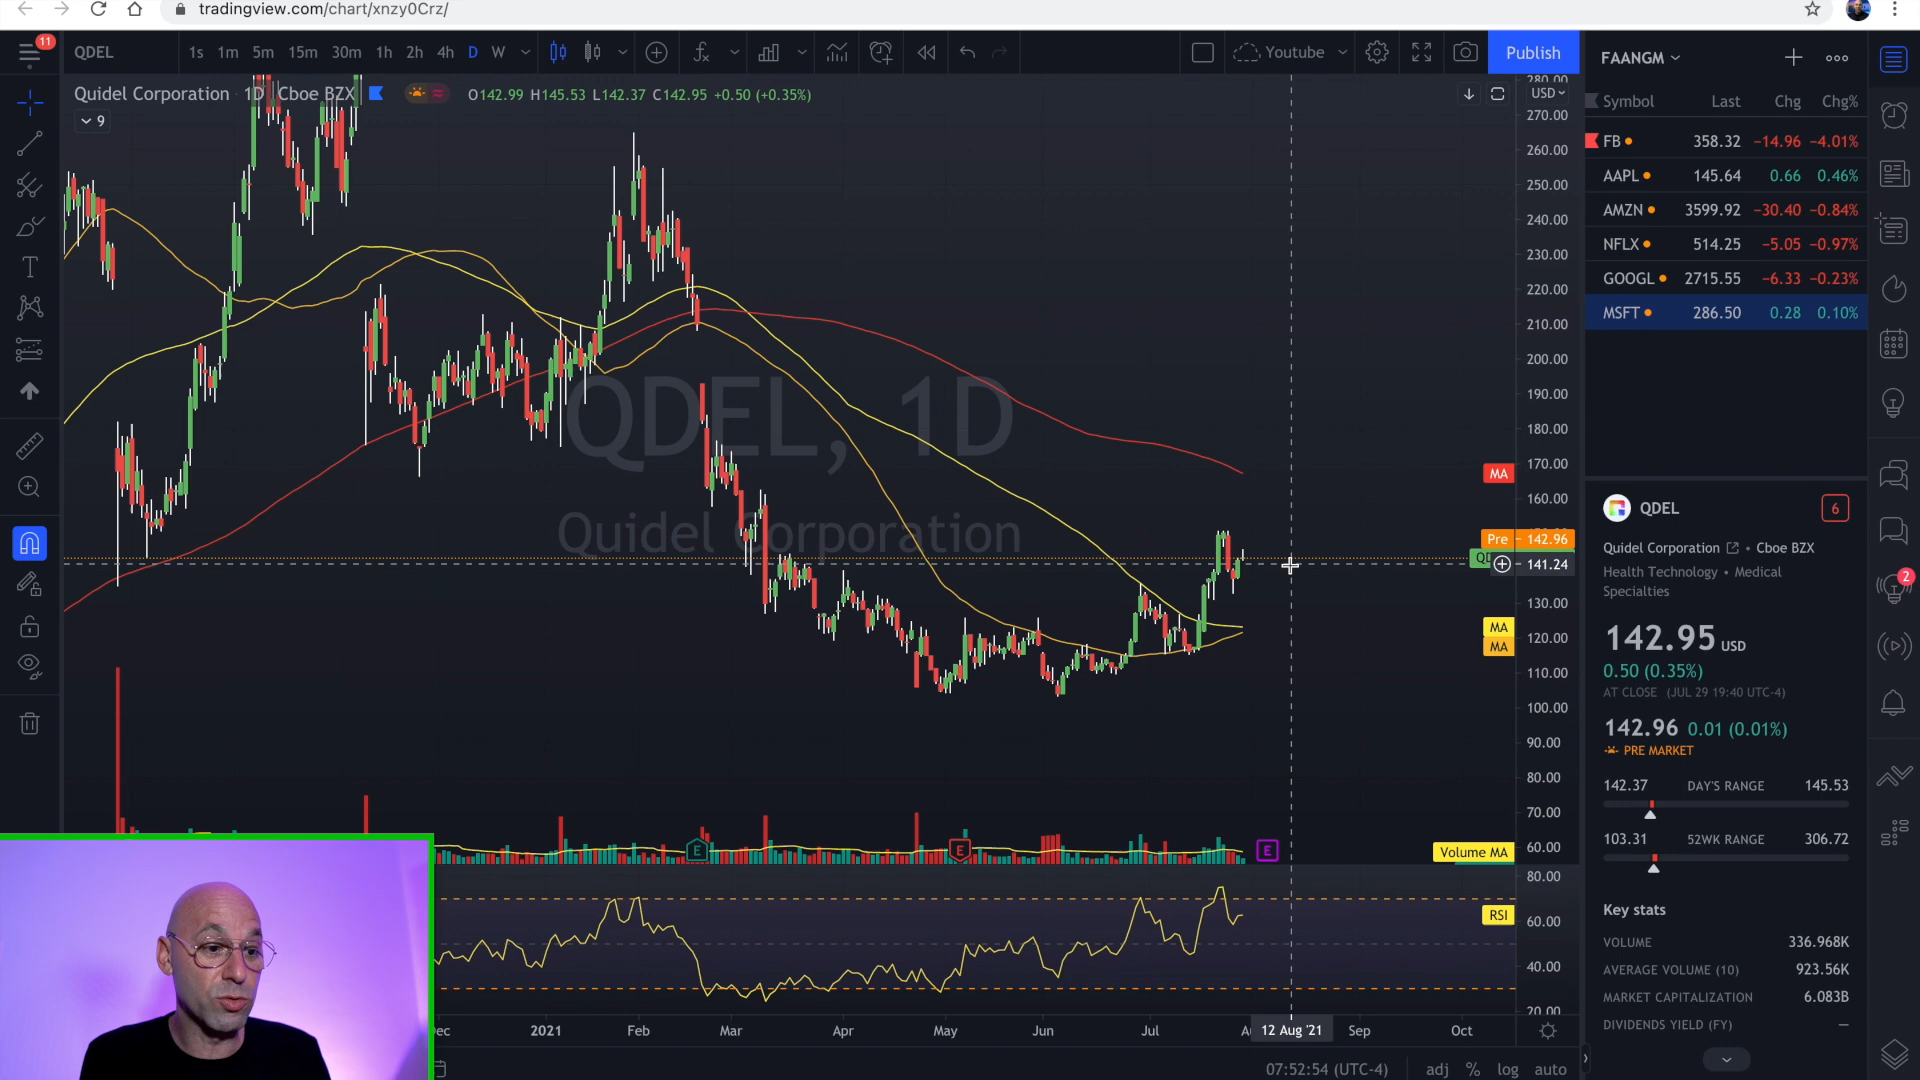 tradingview.com/chart/xnzy0Crz/
11
QDEL 1s 1m 5m 15m 30m 1h 2h 4h D W Youtube Publish
Quidel Corporation 1D Cboe BZX O142.99 H145.53 L142.37 C142.95 +0.50 (+0.35%)
9
USD
280.00
270.00
260.00
250.00
240.00
230.00
220.00
210.00
200.00
190.00
180.00
170.00
MA
160.00
Pre 142.96
141.24
130.00
MA
120.00
MA
110.00
100.00
90.00
80.00
70.00
60.00
QDEL, 1D
Quidel Corporation
E
E
E
Volume MA
80.00
RSI
60.00
40.00
20.00
2021 Feb Mar Apr May Jun Jul 12 Aug '21 Sep Oct
07:52:54 (UTC-4) adj % log auto
FAANGM
Symbol Last Chg Chg%
FB 358.32 −14.96 −4.01%
AAPL 145.64 0.66 0.46%
AMZN 3599.92 −30.40 −0.84%
NFLX 514.25 −5.05 −0.97%
GOOGL 2715.55 −6.33 −0.23%
MSFT 286.50 0.28 0.10%
QDEL 6
Quidel Corporation • Cboe BZX
Health Technology • Medical
Specialties
142.95 USD
0.50 (0.35%)
AT CLOSE (JUL 29 19:40 UTC-4)
142.96 0.01 (0.01%)
PRE MARKET
142.37 DAY'S RANGE 145.53
103.31 52WK RANGE 306.72
Key stats
VOLUME 336.968K
AVERAGE VOLUME (10) 923.56K
MARKET CAPITALIZATION 6.083B
DIVIDENDS YIELD (FY) —
2